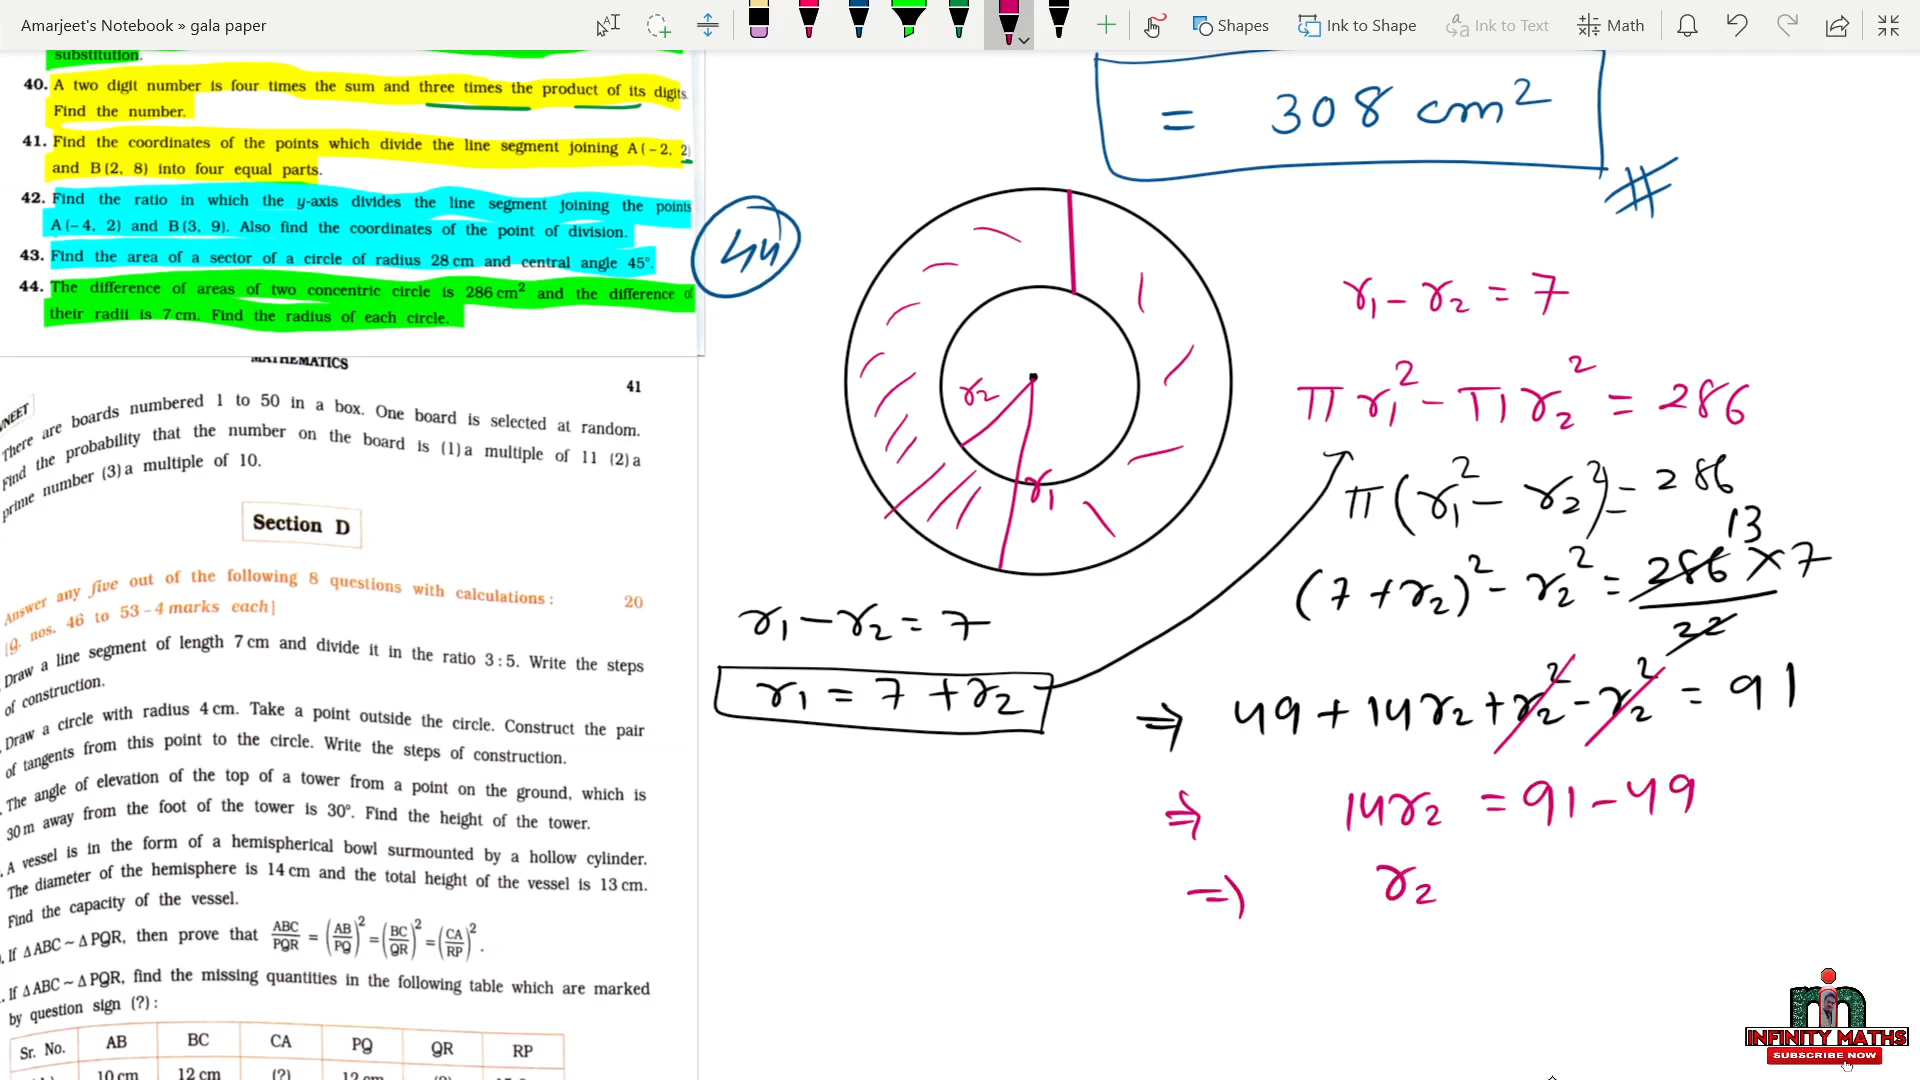 Amarjeet's Notebook » gala paper
Shapes
Ink to Shape
Ink to Text
Math
substitution.
40. A two digit number is four times the sum and three times the product of its digits.
Find the number.
41. Find the coordinates of the points which divide the line segment joining A(-2, 2)
and B(2, 8) into four equal parts.
42. Find the ratio in which the y-axis divides the line segment joining the points
A(-4, 2) and B(3, 9). Also find the coordinates of the point of division.
43. Find the area of a sector of a circle of radius 28 cm and central angle 45°.
44. The difference of areas of two concentric circle is 286 cm² and the difference of
their radii is 7 cm. Find the radius of each circle.
MATHEMATICS
41
There are boards numbered 1 to 50 in a box. One board is selected at random.
Find the probability that the number on the board is (1) a multiple of 11 (2) a
prime number (3) a multiple of 10.
Section D
Answer any five out of the following 8 questions with calculations :
20
[Q. nos. 46 to 53 - 4 marks each]
Draw a line segment of length 7 cm and divide it in the ratio 3 : 5. Write the steps
of construction.
Draw a circle with radius 4 cm. Take a point outside the circle. Construct the pair
of tangents from this point to the circle. Write the steps of construction.
The angle of elevation of the top of a tower from a point on the ground, which is
30 m away from the foot of the tower is 30°. Find the height of the tower.
A vessel is in the form of a hemispherical bowl surmounted by a hollow cylinder.
The diameter of the hemisphere is 14 cm and the total height of the vessel is 13 cm.
Find the capacity of the vessel.
If ΔABC ~ ΔPQR, then prove that ABC/PQR = (AB/PQ)² = (BC/QR)² = (CA/RP)².
If ΔABC ~ ΔPQR, find the missing quantities in the following table which are marked
by question sign (?) :
Sr. No. AB BC CA PQ QR RP
10 cm 12 cm (?) 12 cm
= 308 cm²
#
44
r₂
r₁
r₁ - r₂ = 7
r₁ = 7 + r₂
r₁ - r₂ = 7
πr₁² - πr₂² = 286
π(r₁² - r₂²) = 286
13
(7 + r₂)² - r₂² = 286 × 7
22
⇒ 49 + 14r₂ + r₂² - r₂² = 91
⇒ 14r₂ = 91 - 49
⇒ r₂
INFINITY MATHS
SUBSCRIBE NOW